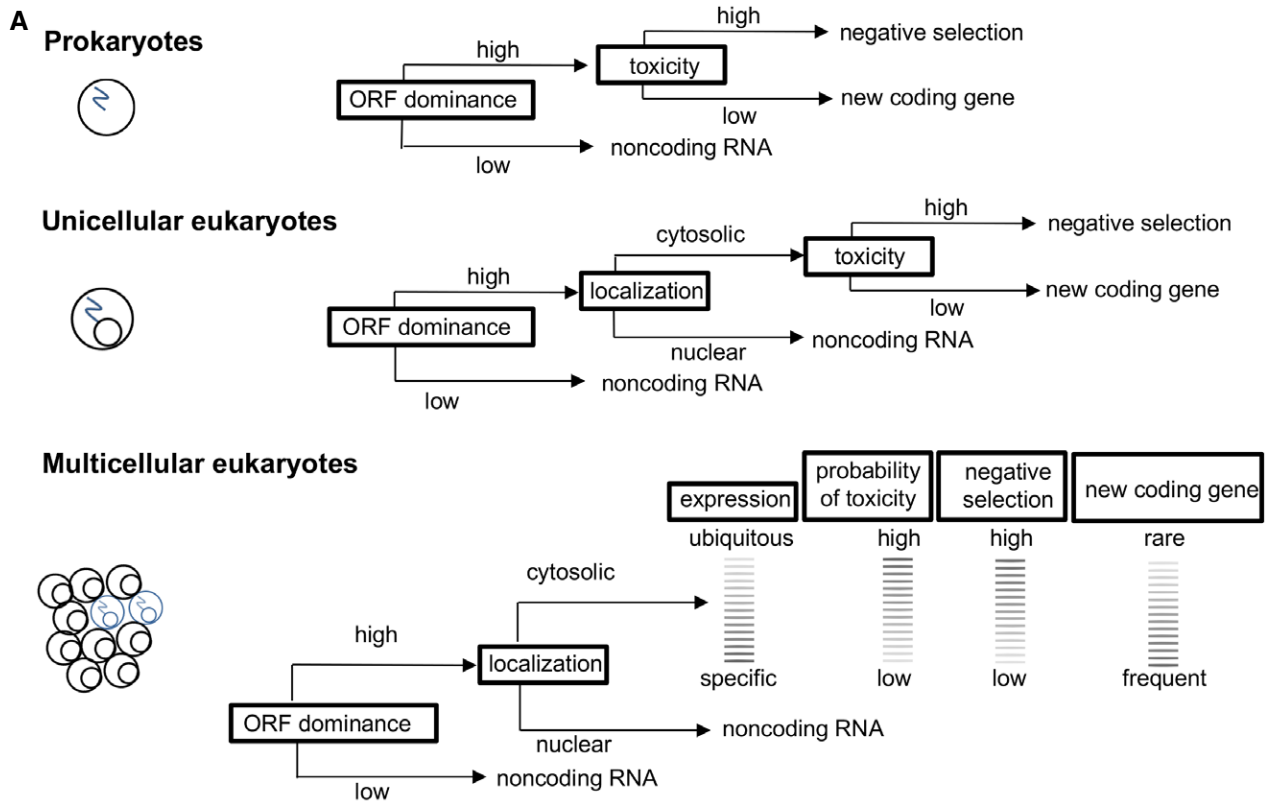 A
Prokaryotes
high
negative selection
high
toxicity
ORF dominance
new coding gene
low
noncoding RNA
low
Unicellular eukaryotes
high
negative selection
cytosolic
toxicity
high
localization
new coding gene
low
ORF dominance
noncoding RNA
nuclear
noncoding RNA
low
Multicellular eukaryotes
expression
probability
of toxicity
negative
selection
new coding gene
ubiquitous
high
high
rare
cytosolic
high
localization
specific
low
low
frequent
ORF dominance
noncoding RNA
nuclear
noncoding RNA
low